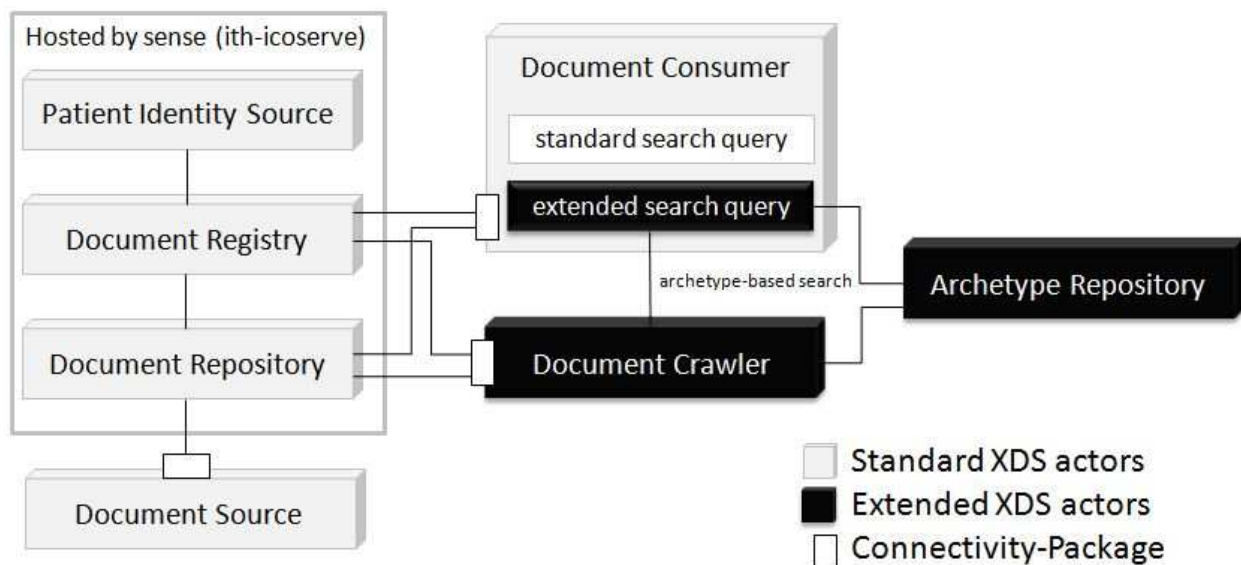 Hosted by sense (ith-icoserve)
Patient Identity Source
Document Registry
Document Repository
Document Source
Document Consumer
standard search query
extended search query
archetype-based search
Document Crawler
Archetype Repository
Standard XDS actors
Extended XDS actors
Connectivity-Package